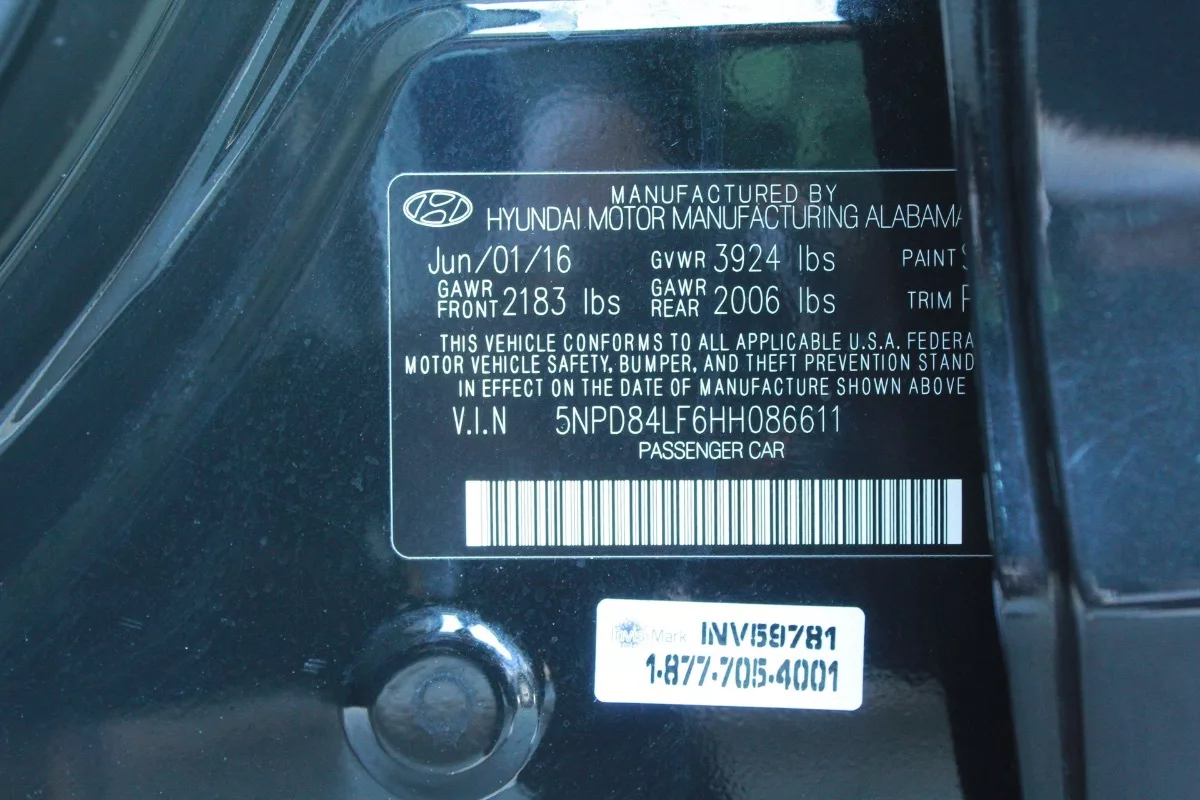 MANUFACTURED BY
HYUNDAI MOTOR MANUFACTURING ALABAMA
Jun/01/16 GVWR 3924 lbs PAINT
GAWR FRONT 2183 lbs GAWR REAR 2006 lbs TRIM
THIS VEHICLE CONFORMS TO ALL APPLICABLE U.S.A. FEDERA
MOTOR VEHICLE SAFETY, BUMPER, AND THEFT PREVENTION STAND
IN EFFECT ON THE DATE OF MANUFACTURE SHOWN ABOVE
V.I.N 5NPD84LF6HH086611
PASSENGER CAR
Mark INV59781
1-877-705-4001